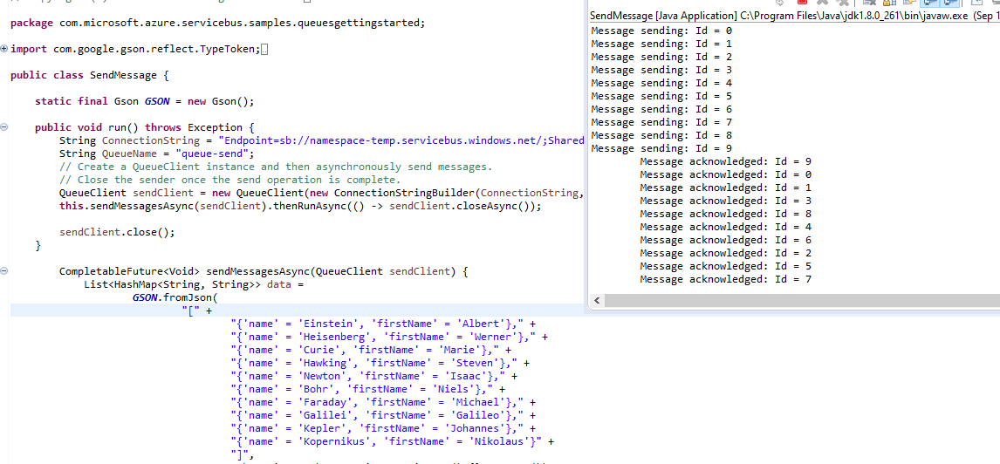 package com.microsoft.azure.servicebus.samples.queuesgettingstarted;
import com.google.gson.reflect.TypeToken;
public class SendMessage {
static final Gson GSON = new Gson();
public void run() throws Exception {
String ConnectionString = "Endpoint=sb://namespace-temp.servicebus.windows.net/;Shared
String QueueName = "queue-send";
// Create a QueueClient instance and then asynchronously send messages.
// Close the sender once the send operation is complete.
QueueClient sendClient = new QueueClient(new ConnectionStringBuilder(ConnectionString,
this.sendMessagesAsync(sendClient).thenRunAsync(() -> sendClient.closeAsync());
sendClient.close();
}
CompletableFuture<Void> sendMessagesAsync(QueueClient sendClient) {
List<HashMap<String, String>> data =
GSON.fromJson(
"[" +
"{'name' = 'Einstein', 'firstName' = 'Albert'}," +
"{'name' = 'Heisenberg', 'firstName' = 'Werner'}," +
"{'name' = 'Curie', 'firstName' = 'Marie'}," +
"{'name' = 'Hawking', 'firstName' = 'Steven'}," +
"{'name' = 'Newton', 'firstName' = 'Isaac'}," +
"{'name' = 'Bohr', 'firstName' = 'Niels'}," +
"{'name' = 'Faraday', 'firstName' = 'Michael'}," +
"{'name' = 'Galilei', 'firstName' = 'Galileo'}," +
"{'name' = 'Kepler', 'firstName' = 'Johannes'}," +
"{'name' = 'Kopernikus', 'firstName' = 'Nikolaus'}" +
"]",
SendMessage [Java Application] C:\Program Files\Java\jdk1.8.0_261\bin\javaw.exe (Sep 1
Message sending: Id = 0
Message sending: Id = 1
Message sending: Id = 2
Message sending: Id = 3
Message sending: Id = 4
Message sending: Id = 5
Message sending: Id = 6
Message sending: Id = 7
Message sending: Id = 8
Message sending: Id = 9
Message acknowledged: Id = 9
Message acknowledged: Id = 0
Message acknowledged: Id = 1
Message acknowledged: Id = 3
Message acknowledged: Id = 8
Message acknowledged: Id = 4
Message acknowledged: Id = 6
Message acknowledged: Id = 2
Message acknowledged: Id = 5
Message acknowledged: Id = 7